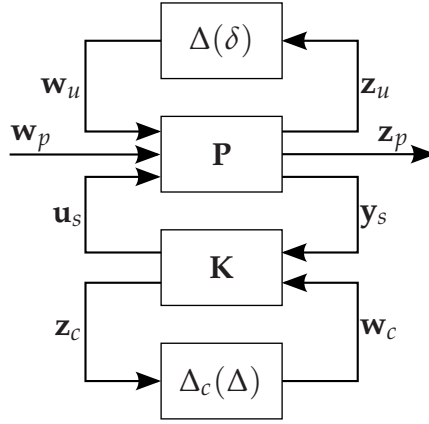 Δ(δ)
w_u z_u
w_p P z_p
u_s y_s
K
z_c w_c
Δ_c(Δ)